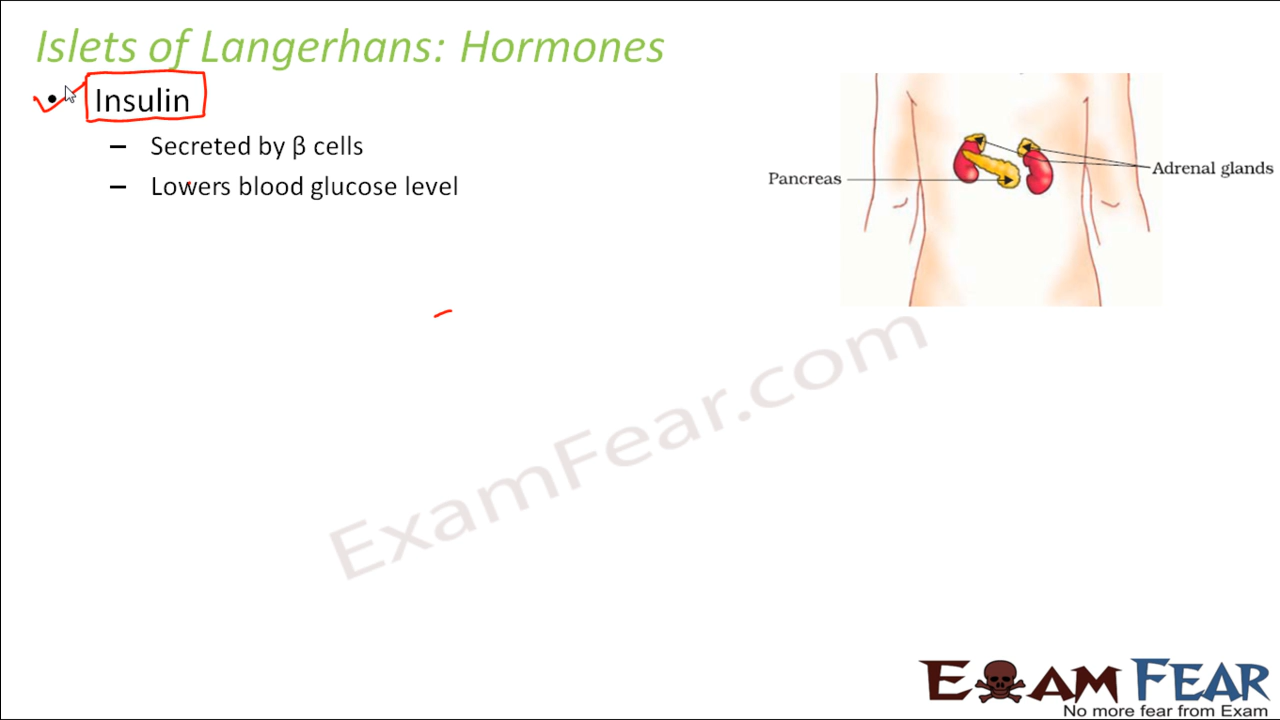 Islets of Langerhans: Hormones
• Insulin
– Secreted by β cells
– Lowers blood glucose level
Pancreas
Adrenal glands
ExamFear.com
EXAM FEAR
No more fear from Exam